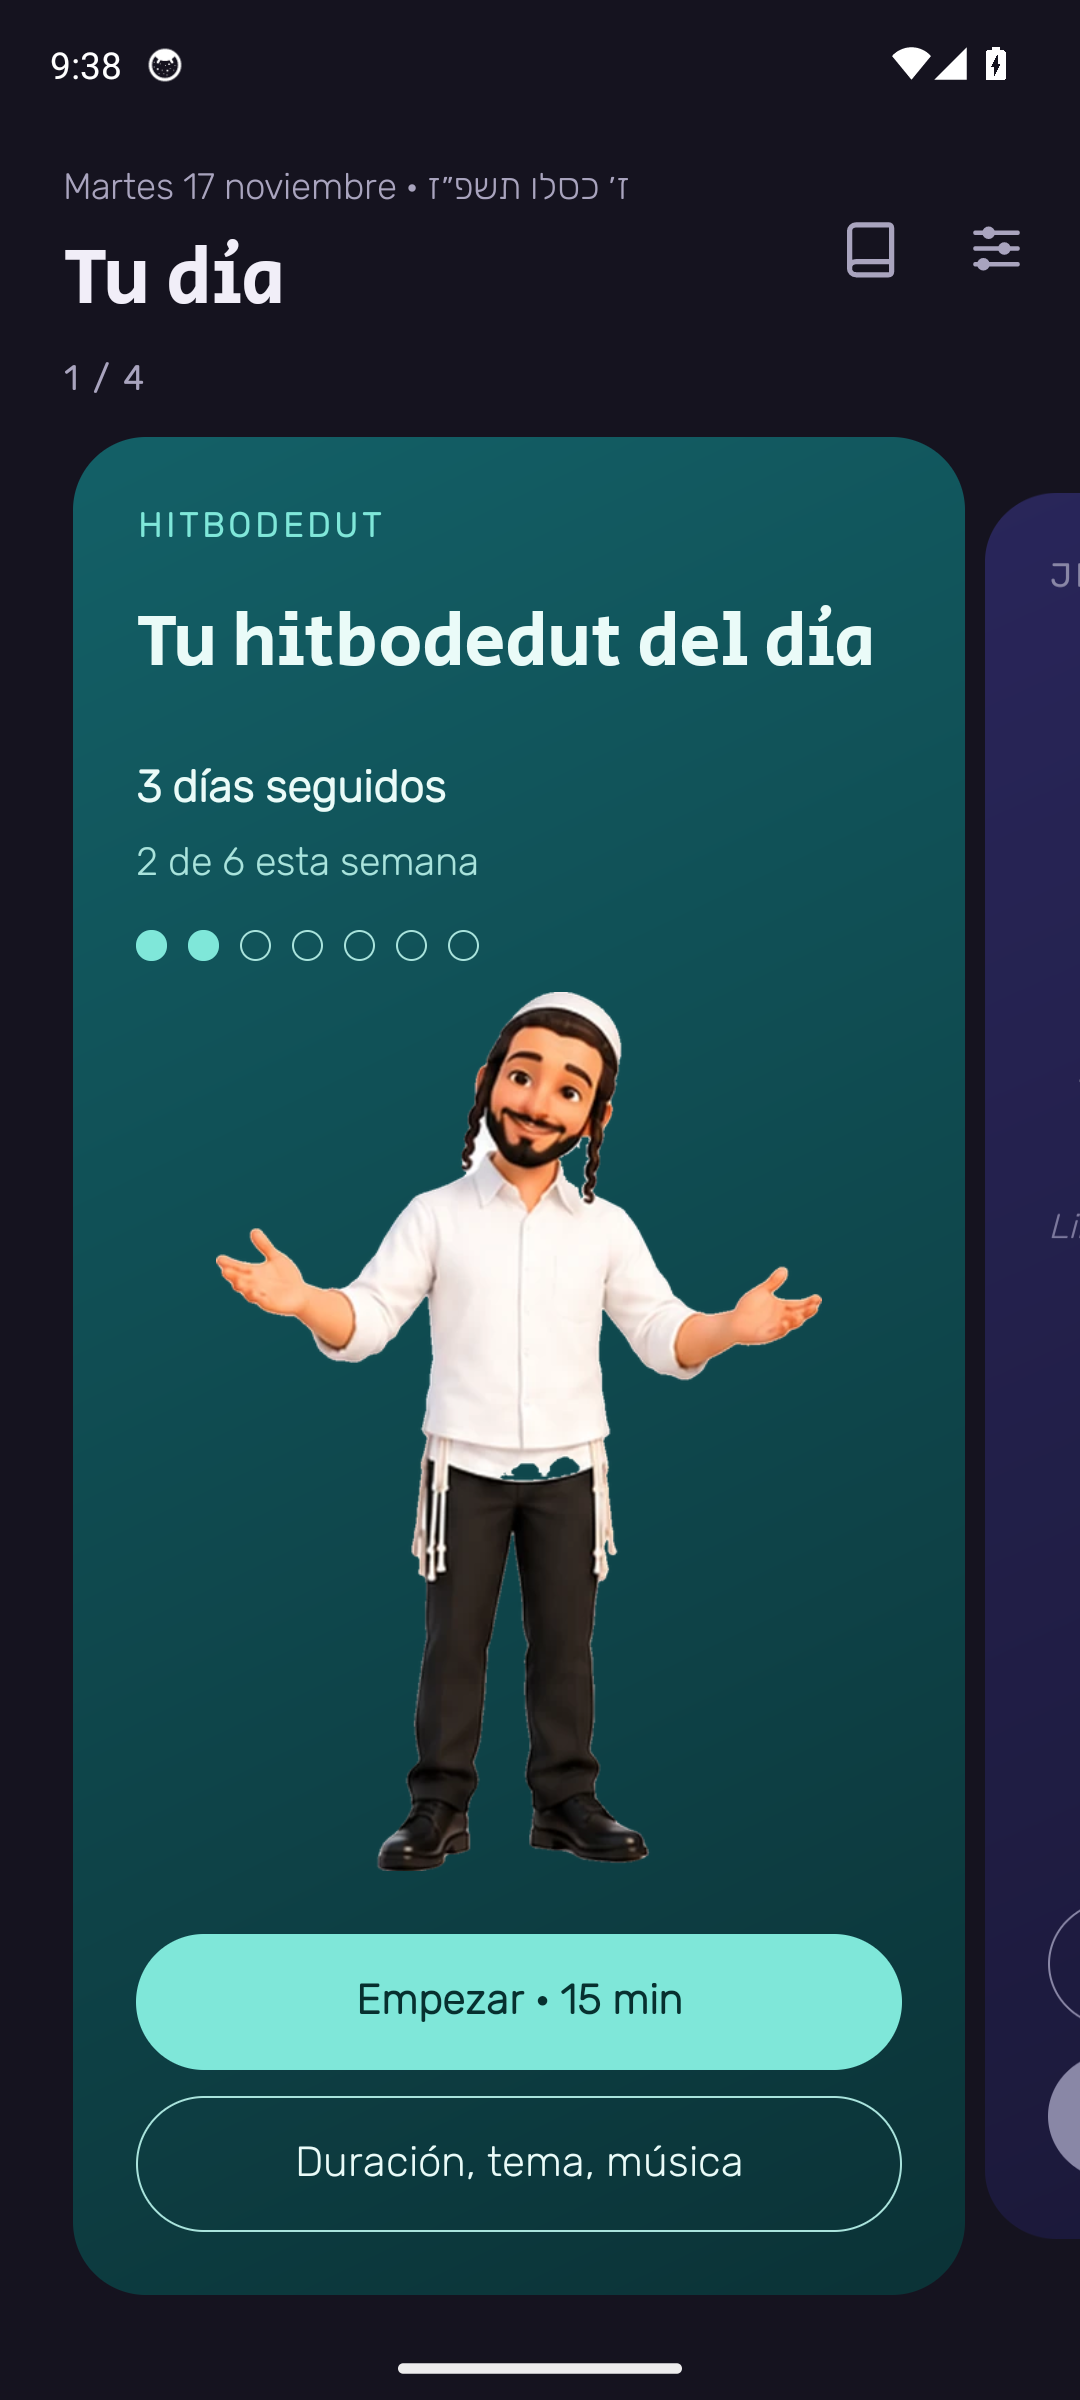 9:38
Martes 17 noviembre • ז׳ כסלו תשפ״ז
Tu día
1 / 4
HITBODEDUT
Tu hitbodedut del día
3 días seguidos
2 de 6 esta semana
Empezar • 15 min
Duración, tema, música